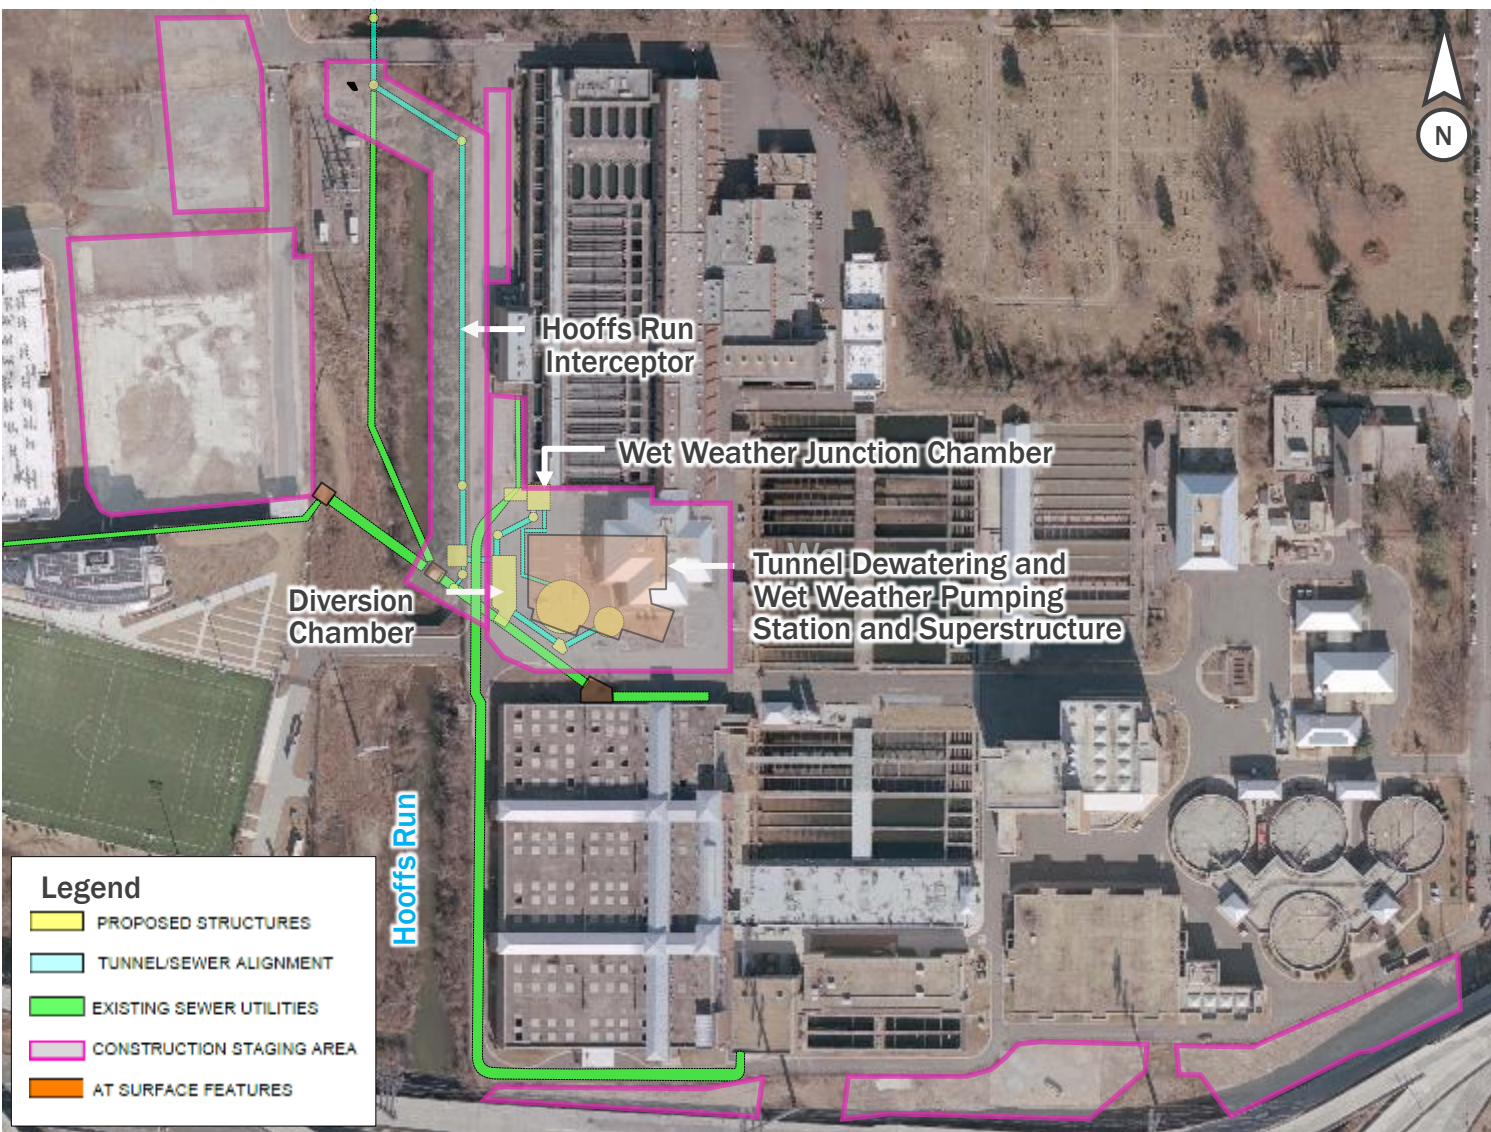 N
Hooffs Run
Interceptor
Wet Weather Junction Chamber
Tunnel Dewatering and
Wet Weather Pumping
Station and Superstructure
Diversion
Chamber
Hooffs Run
Legend
PROPOSED STRUCTURES
TUNNEL/SEWER ALIGNMENT
EXISTING SEWER UTILITIES
CONSTRUCTION STAGING AREA
AT SURFACE FEATURES